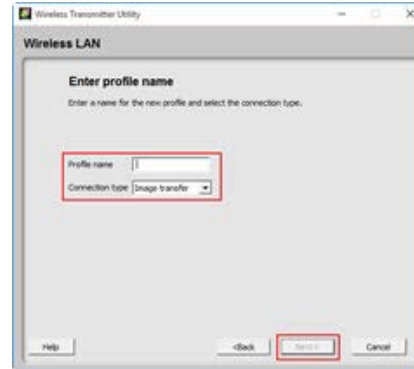 Wireless Transmitter Utility
Wireless LAN
Enter profile name
Enter a name for the new profile and select the connection type.
Profile name
Connection type Image transfer
Help <Back Next> Cancel